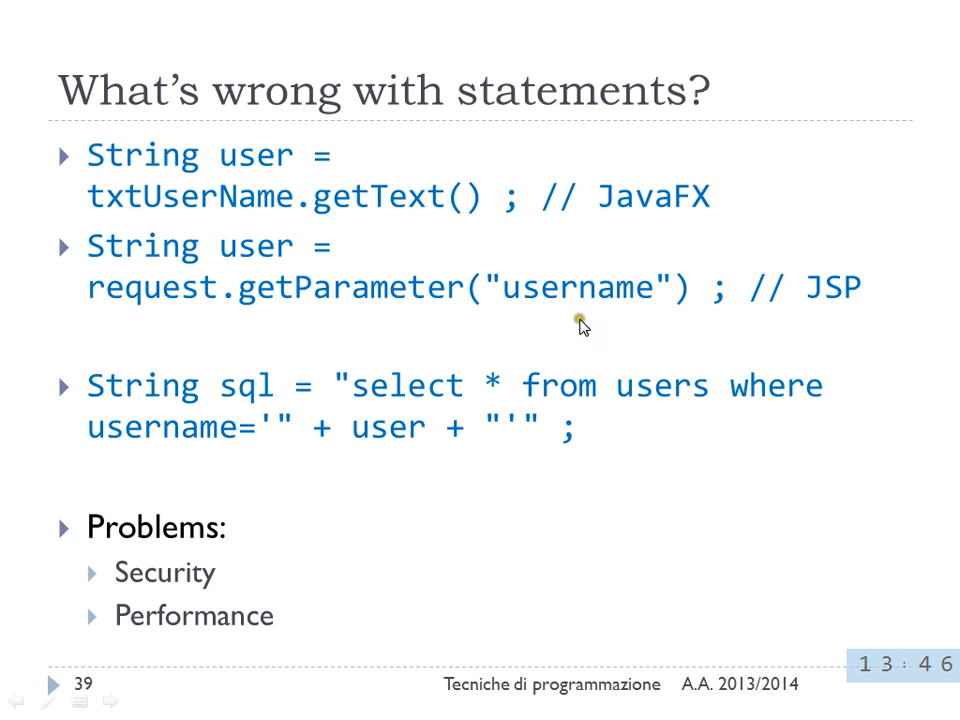 What's wrong with statements?
String user =
txtUserName.getText() ; // JavaFX
String user =
request.getParameter("username") ; // JSP
String sql = "select * from users where
username='" + user + "'" ;
Problems:
Security
Performance
39 Tecniche di programmazione A.A. 2013/2014
13:46